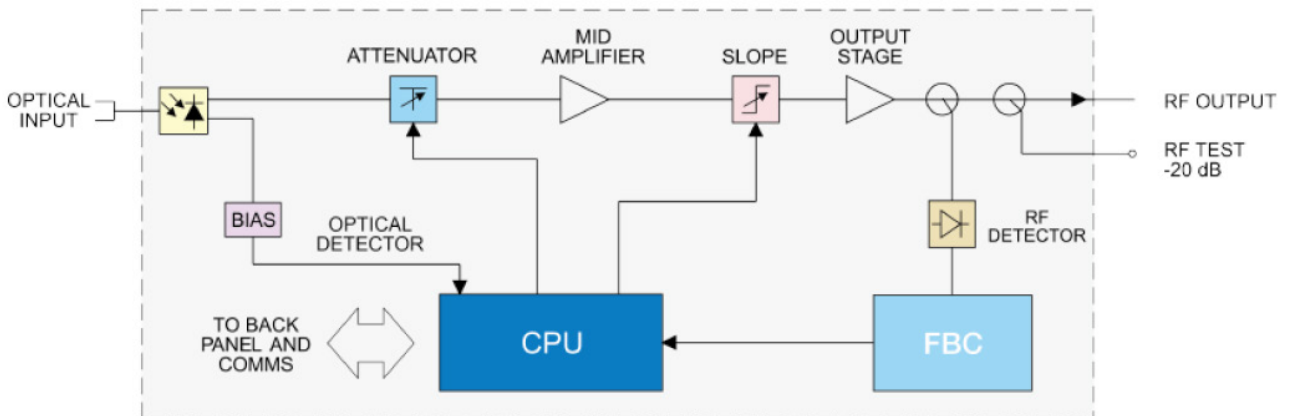 OPTICAL
INPUT
ATTENUATOR
MID
AMPLIFIER
SLOPE
OUTPUT
STAGE
RF OUTPUT
RF TEST
-20 dB
BIAS
OPTICAL
DETECTOR
RF
DETECTOR
TO BACK
PANEL AND
COMMS
CPU
FBC